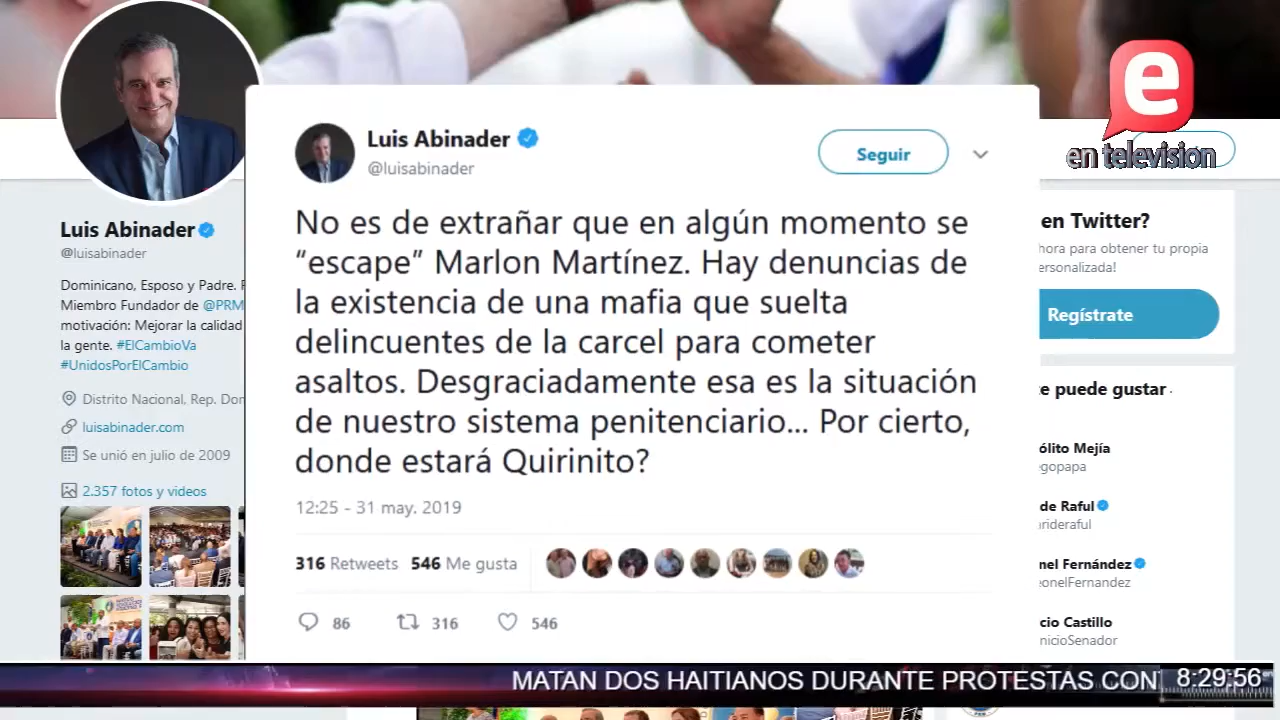 Luis Abinader
@luisabinader
Dominicano, Esposo y Padre.
Miembro Fundador de @PRM
motivación: Mejorar la calidad
la gente. #ElCambioVa
#UnidosPorElCambio
Distrito Nacional, Rep. Dom
luisabinader.com
Se unió en julio de 2009
2.357 fotos y videos
Luis Abinader
@luisabinader
Seguir
No es de extrañar que en algún momento se
“escape” Marlon Martínez. Hay denuncias de
la existencia de una mafia que suelta
delincuentes de la carcel para cometer
asaltos. Desgraciadamente esa es la situación
de nuestro sistema penitenciario... Por cierto,
donde estará Quirinito?
12:25 - 31 may. 2019
316 Retweets 546 Me gusta
86 316 546
e
en television
en Twitter?
hora para obtener tu propia
ersonalizada!
Regístrate
te puede gustar
ólito Mejía
egopapa
de Raful
arideraful
nel Fernández
eonelFernandez
cio Castillo
nicioSenador
MATAN DOS HAITIANOS DURANTE PROTESTAS CON
8:29:56